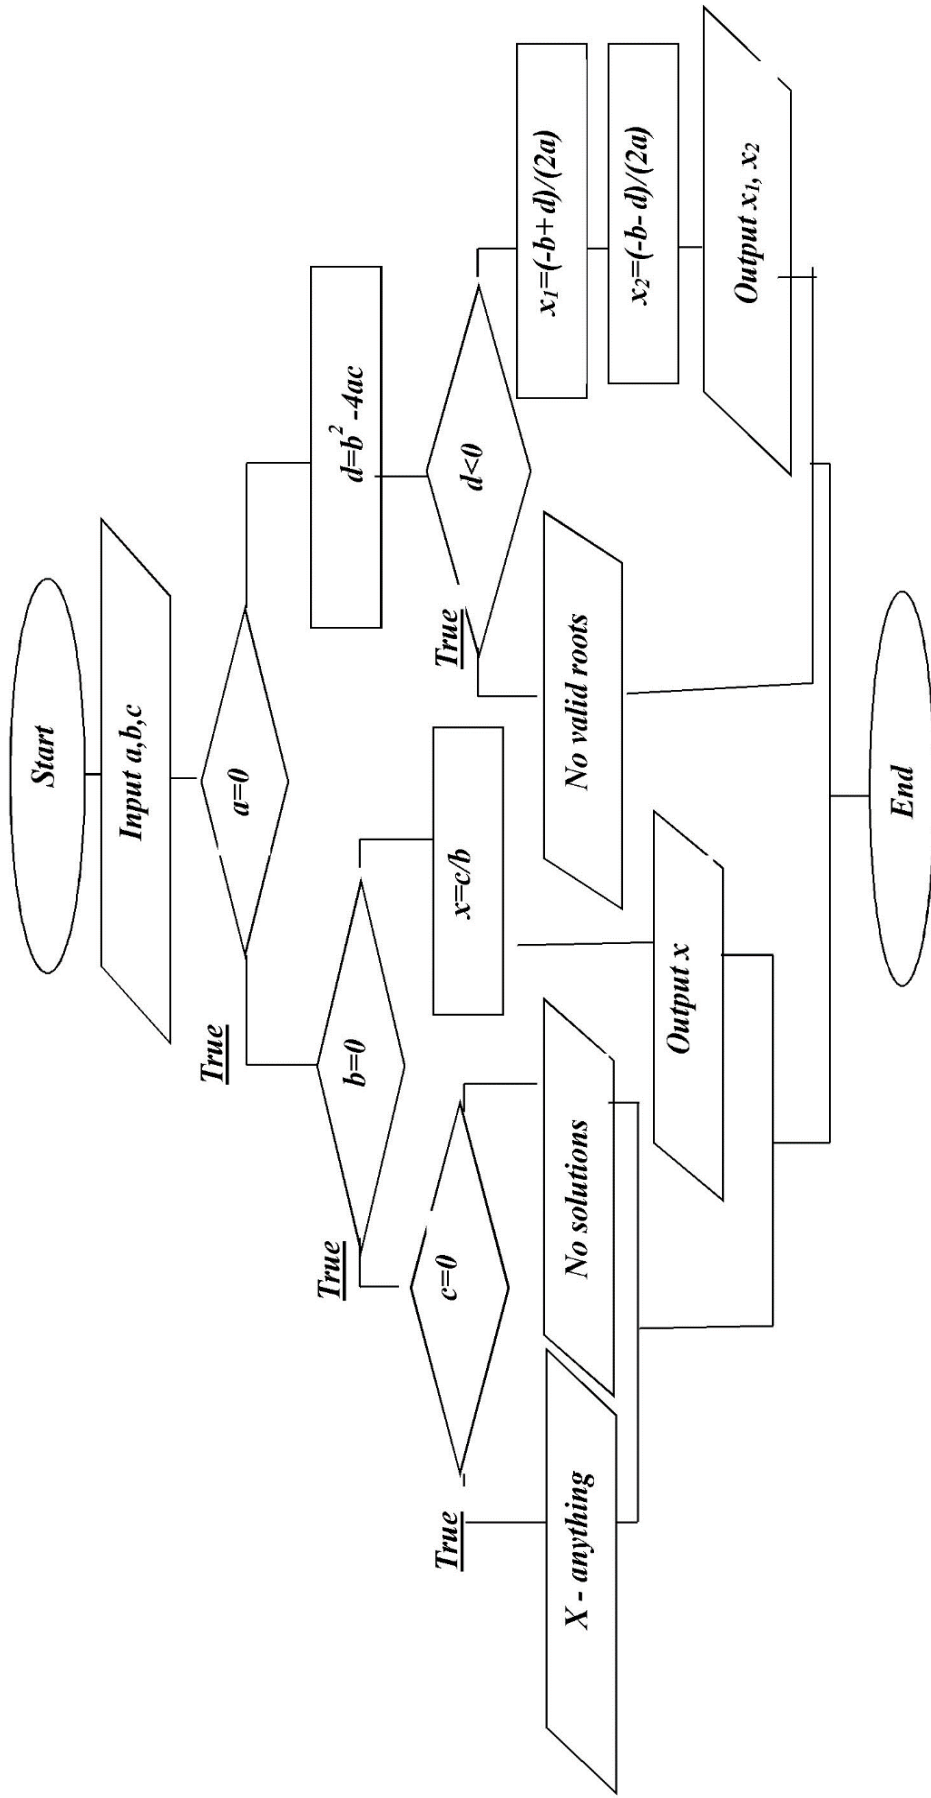 Start
Input a,b,c
a=0
True
b=0
True
c=0
True
X - anything
No solutions
x=c/b
Output x
d=b² -4ac
d<0
True
No valid roots
x₁=(-b+d)/(2a)
x₂=(-b- d)/(2a)
Output x₁, x₂
End